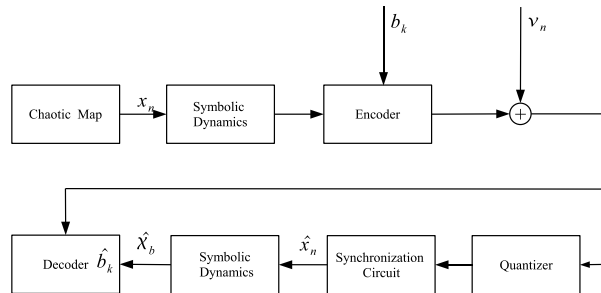 b_k
ν_n
Chaotic Map
x_n
Symbolic
Dynamics
Encoder
+
Decoder
b̂_k
χ̂_b
Symbolic
Dynamics
x̂_n
Synchronization
Circuit
Quantizer